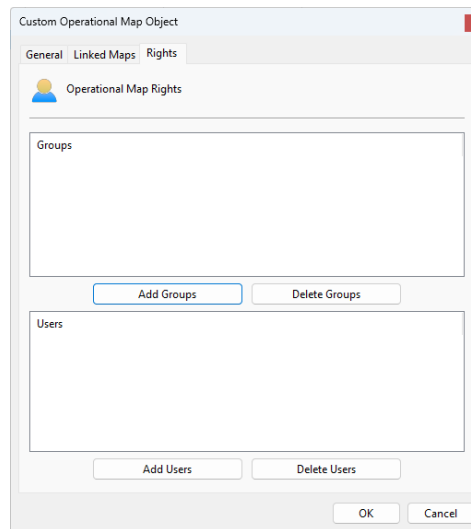 Custom Operational Map Object
General Linked Maps Rights
Operational Map Rights
Groups
Add Groups Delete Groups
Users
Add Users Delete Users
OK Cancel